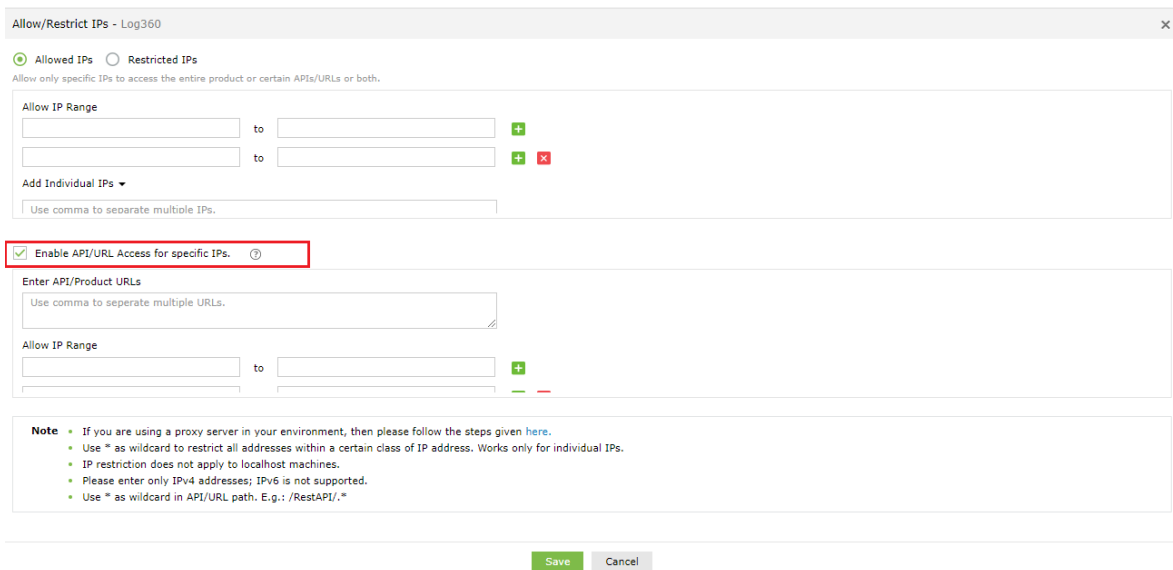 Allow/Restrict IPs - Log360
Allowed IPs Restricted IPs
Allow only specific IPs to access the entire product or certain APIs/URLs or both.
Allow IP Range
to
to
Add Individual IPs
Use comma to separate multiple IPs.
Enable API/URL Access for specific IPs.
Enter API/Product URLs
Use comma to seperate multiple URLs.
Allow IP Range
to
Note • If you are using a proxy server in your environment, then please follow the steps given here.
• Use * as wildcard to restrict all addresses within a certain class of IP address. Works only for individual IPs.
• IP restriction does not apply to localhost machines.
• Please enter only IPv4 addresses; IPv6 is not supported.
• Use * as wildcard in API/URL path. E.g.: /RestAPI/.*
Save Cancel